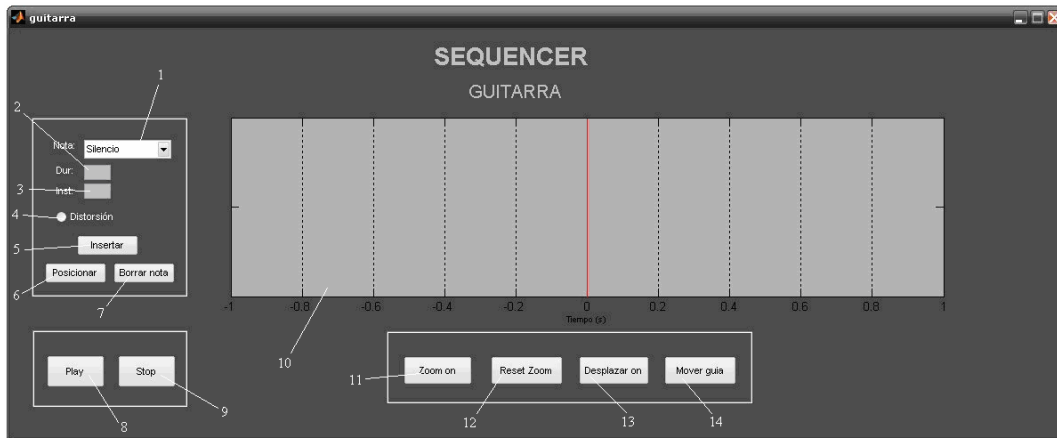 guitarra
SEQUENCER
GUITARRA
1
2
Nota: Silencio
Dur:
3 Inst:
4 Distorsión
5 Insertar
Posicionar Borrar nota
6
7
-1 -0.8 -0.6 -0.4 -0.2 0 0.2 0.4 0.6 0.8 1
Tiempo (s)
10
Play Stop
8
9
Zoom on Reset Zoom Desplazar on Mover guia
11
12
13
14